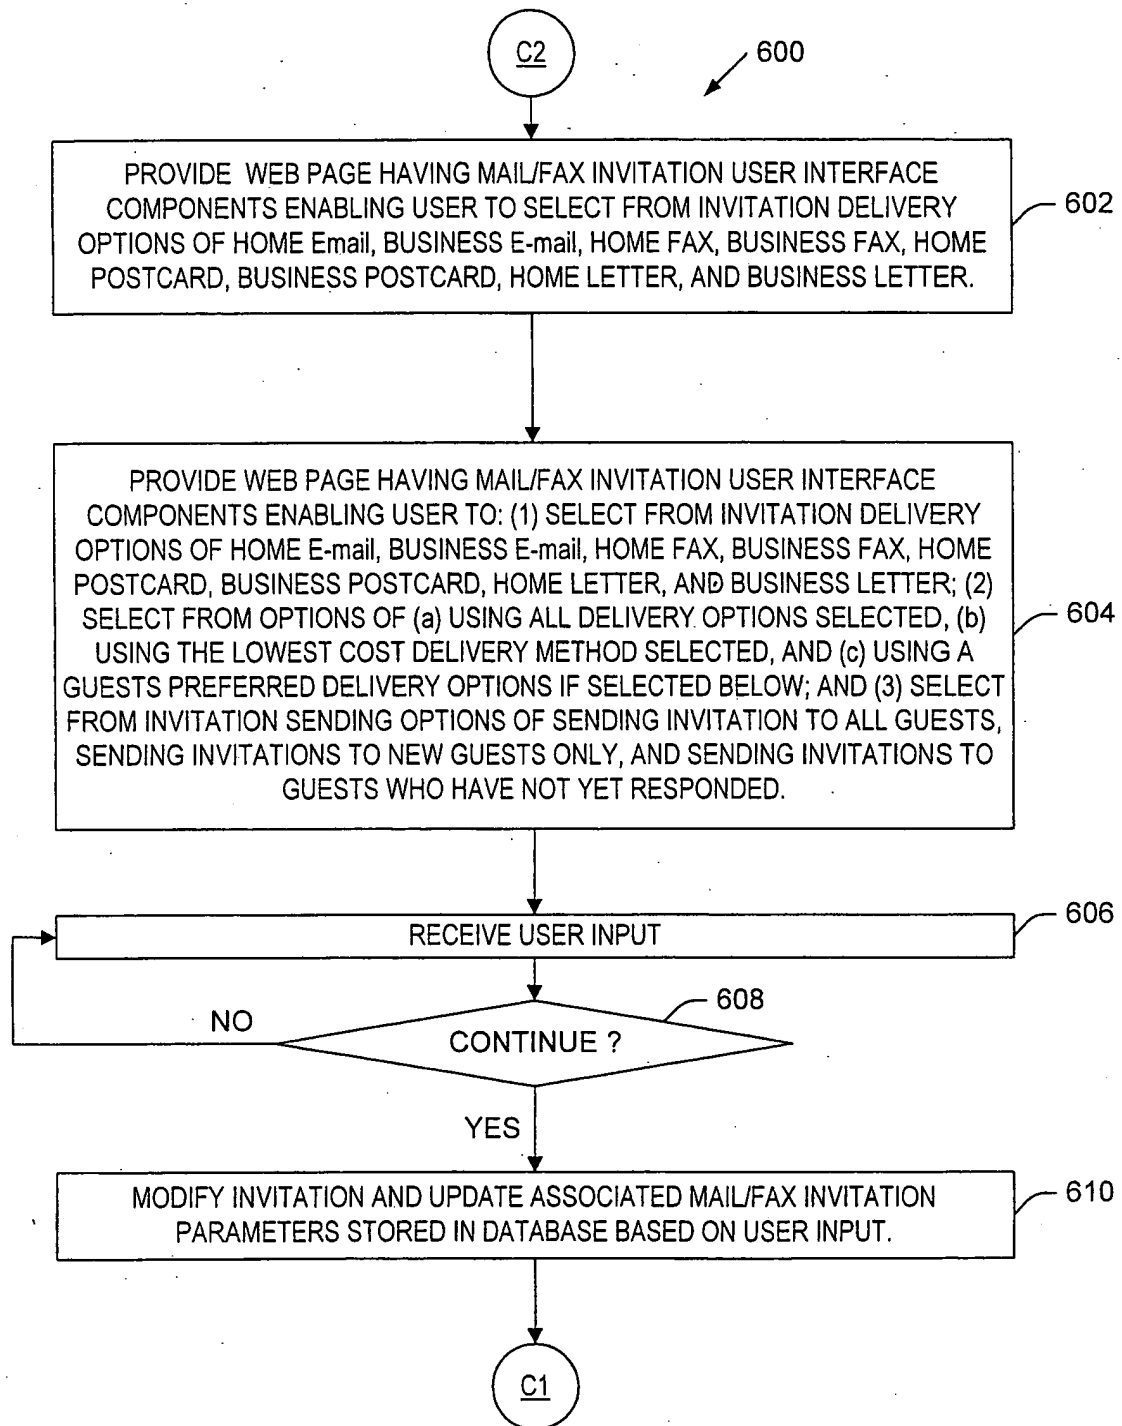 C2
600
PROVIDE WEB PAGE HAVING MAIL/FAX INVITATION USER INTERFACE
COMPONENTS ENABLING USER TO SELECT FROM INVITATION DELIVERY
OPTIONS OF HOME Email, BUSINESS E-mail, HOME FAX, BUSINESS FAX, HOME
POSTCARD, BUSINESS POSTCARD, HOME LETTER, AND BUSINESS LETTER.
602
PROVIDE WEB PAGE HAVING MAIL/FAX INVITATION USER INTERFACE
COMPONENTS ENABLING USER TO: (1) SELECT FROM INVITATION DELIVERY
OPTIONS OF HOME E-mail, BUSINESS E-mail, HOME FAX, BUSINESS FAX, HOME
POSTCARD, BUSINESS POSTCARD, HOME LETTER, AND BUSINESS LETTER; (2)
SELECT FROM OPTIONS OF (a) USING ALL DELIVERY OPTIONS SELECTED, (b)
USING THE LOWEST COST DELIVERY METHOD SELECTED, AND (c) USING A
GUESTS PREFERRED DELIVERY OPTIONS IF SELECTED BELOW; AND (3) SELECT
FROM INVITATION SENDING OPTIONS OF SENDING INVITATION TO ALL GUESTS,
SENDING INVITATIONS TO NEW GUESTS ONLY, AND SENDING INVITATIONS TO
GUESTS WHO HAVE NOT YET RESPONDED.
604
RECEIVE USER INPUT
606
608
NO
CONTINUE ?
YES
MODIFY INVITATION AND UPDATE ASSOCIATED MAIL/FAX INVITATION
PARAMETERS STORED IN DATABASE BASED ON USER INPUT.
610
C1